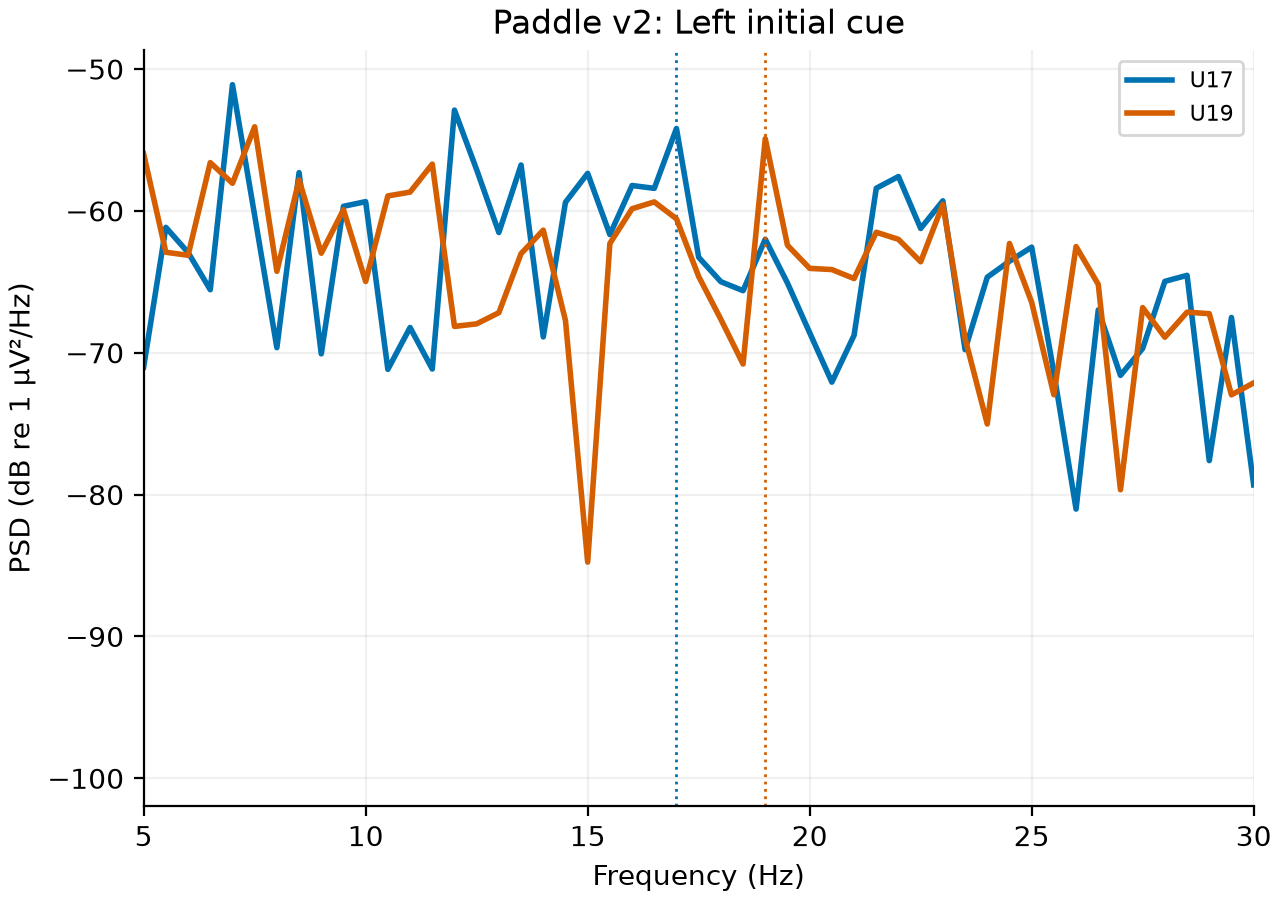 Paddle v2: Left initial cue
U17
U19
PSD (dB re 1 µV²/Hz)
−50
−60
−70
−80
−90
−100
5 10 15 20 25 30
Frequency (Hz)